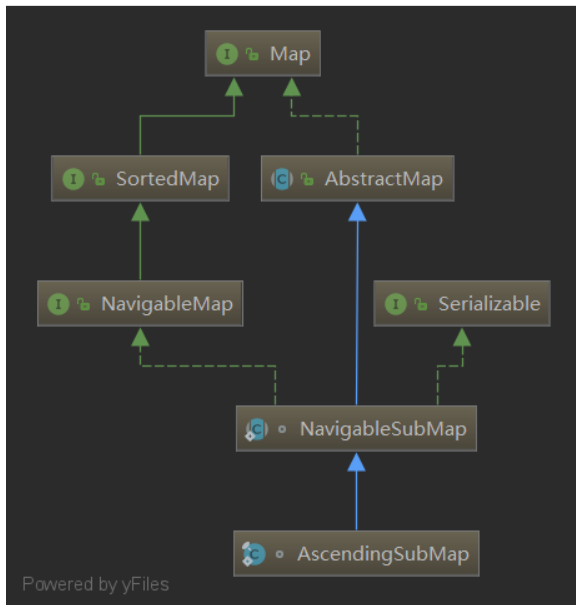 I Map
I SortedMap
C AbstractMap
I NavigableMap
I Serializable
C NavigableSubMap
C AscendingSubMap
Powered by yFiles